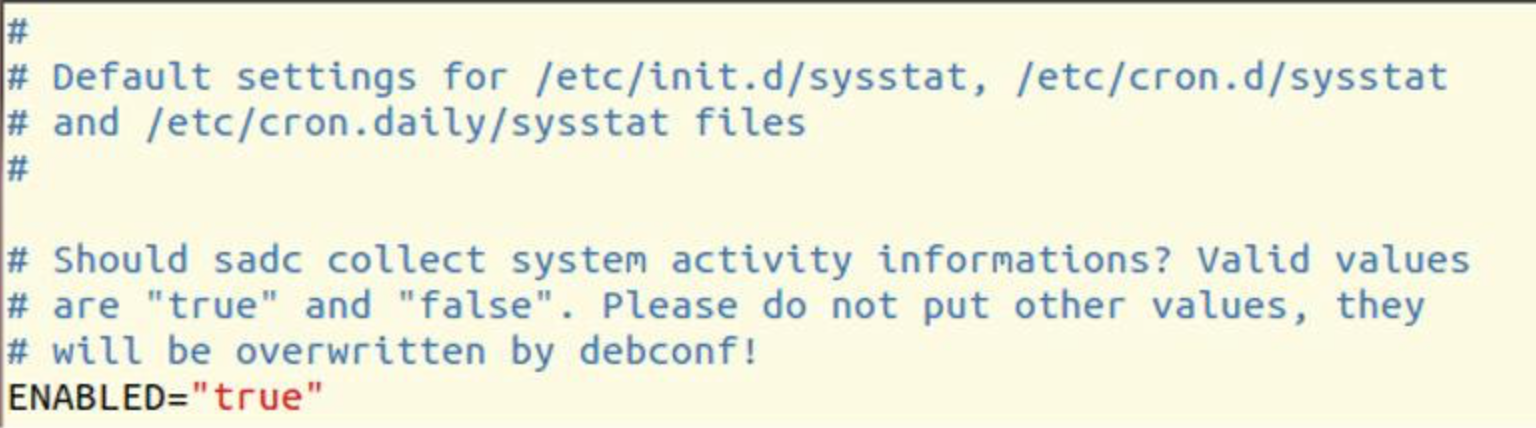 #
# Default settings for /etc/init.d/sysstat, /etc/cron.d/sysstat
# and /etc/cron.daily/sysstat files
#
# Should sadc collect system activity informations? Valid values
# are "true" and "false". Please do not put other values, they
# will be overwritten by debconf!
ENABLED="true"